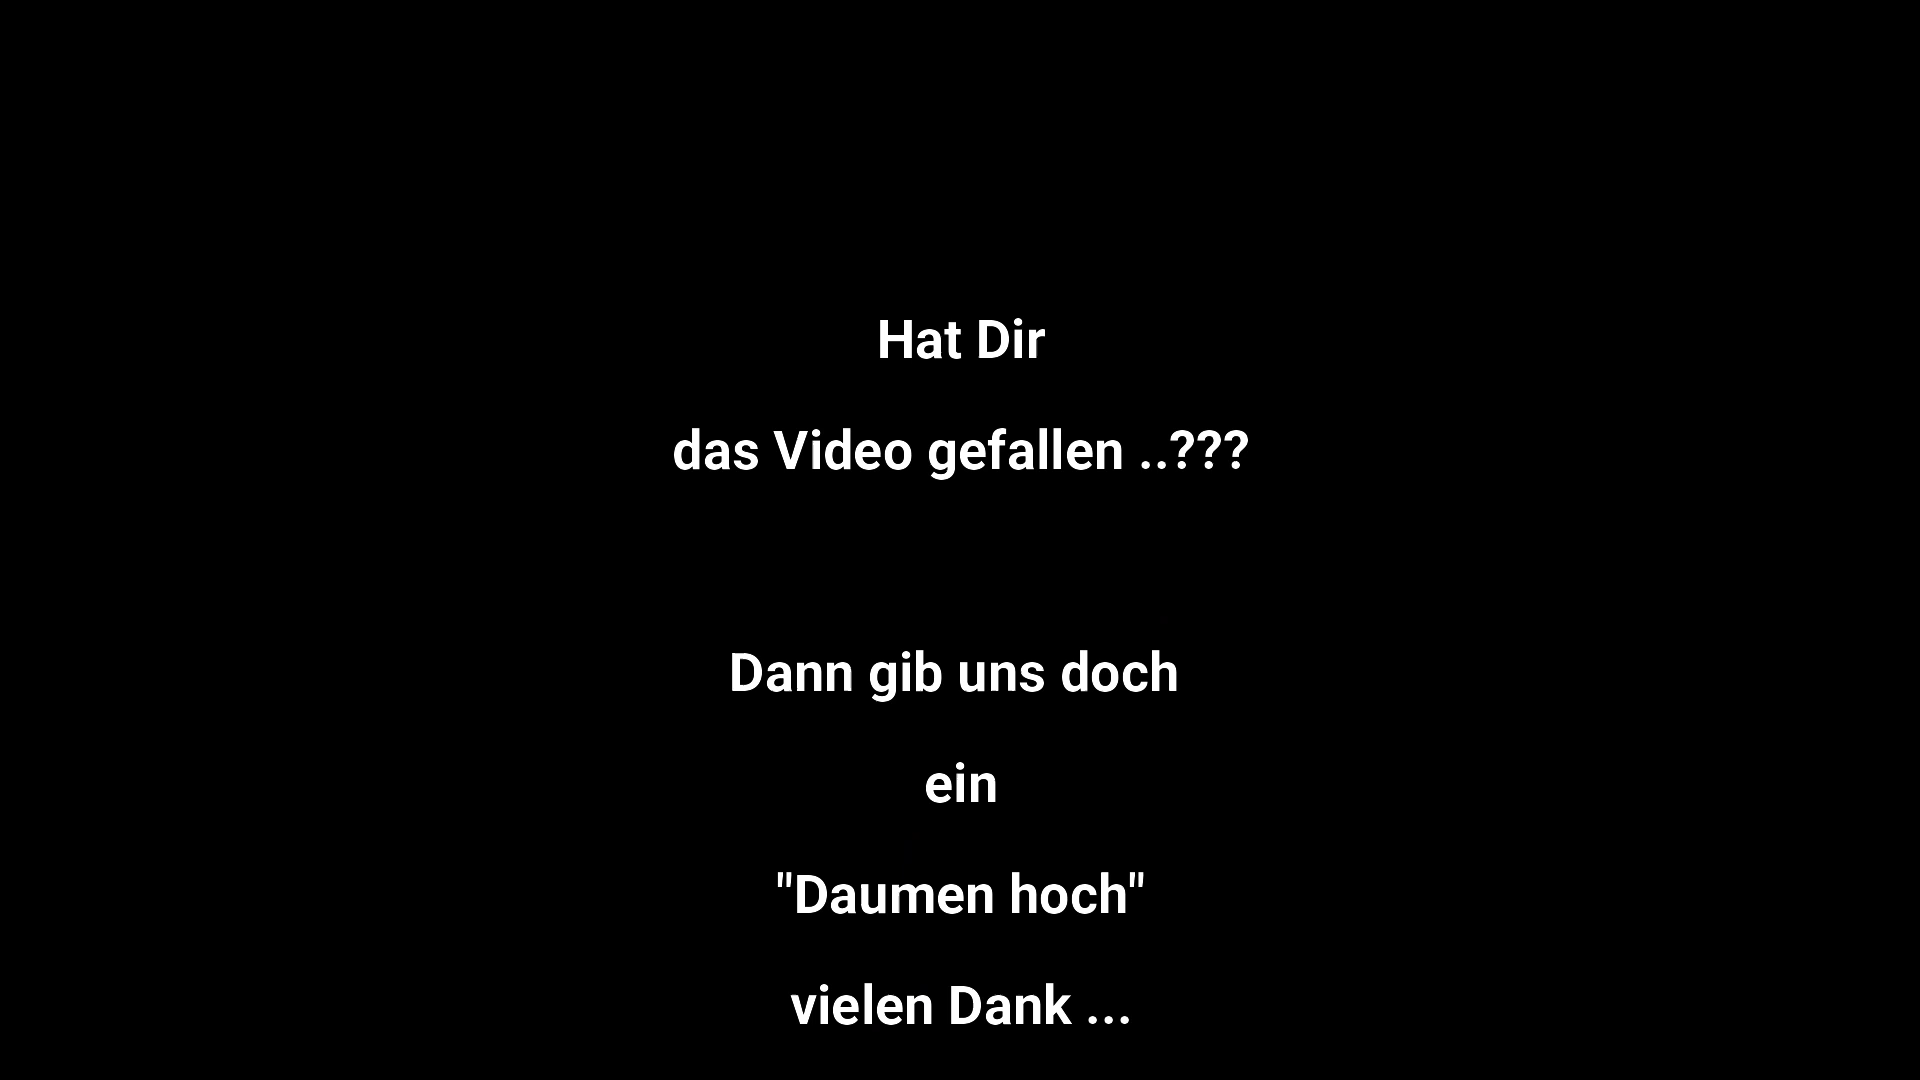 Hat Dir
das Video gefallen ..???
Dann gib uns doch
ein
"Daumen hoch"
vielen Dank ...